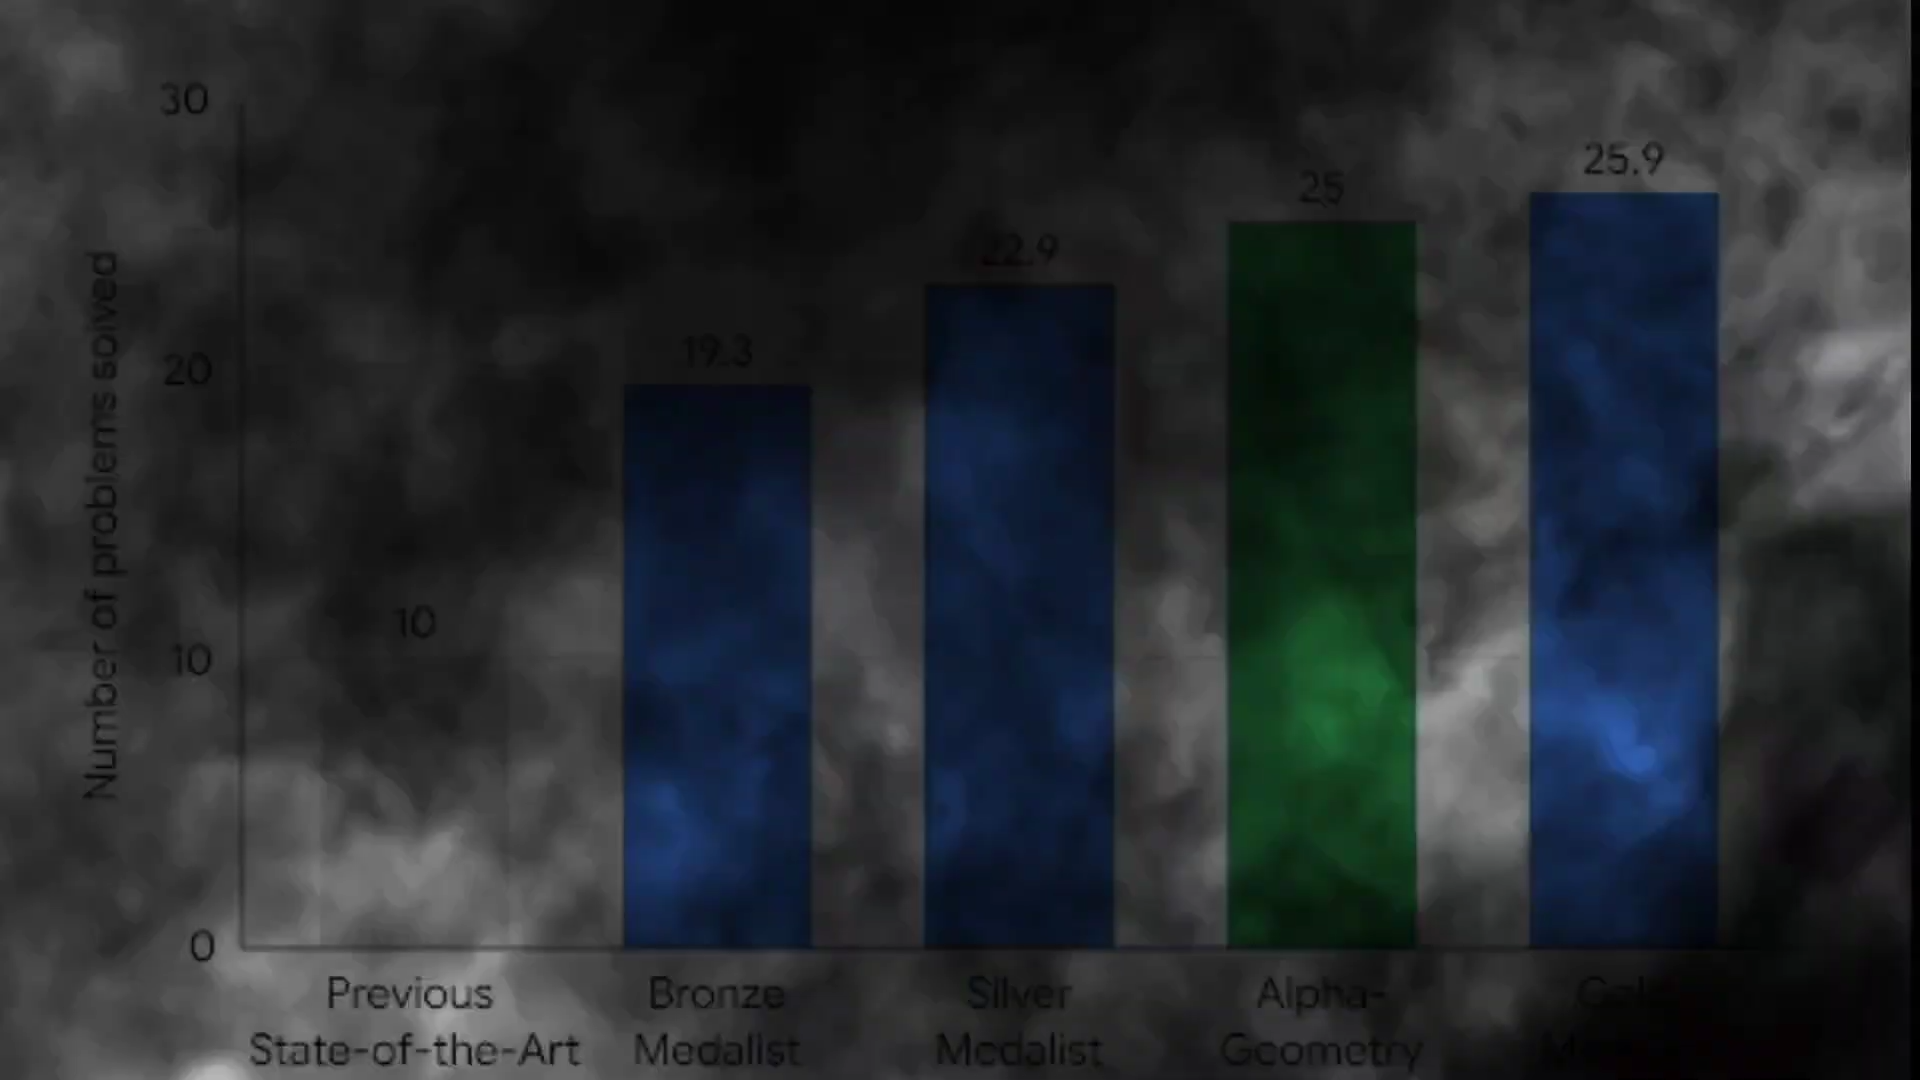 30
20
10
0
Number of problems solved
10
19.3
22.9
25
25.9
Previous
State-of-the-Art
Bronze
Medalist
Silver
Medalist
Alpha-
Geometry